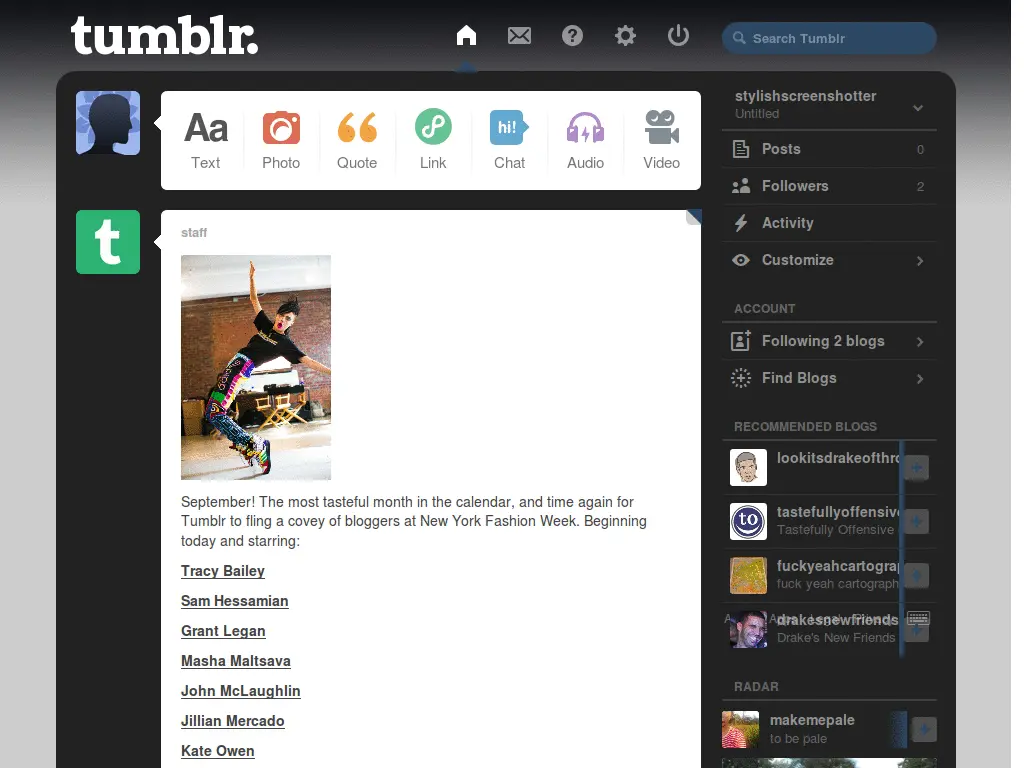 tumblr.
Search Tumblr
Aa
Text
Photo
Quote
Link
hi!
Chat
Audio
Video
stylishscreenshotter
Untitled
Posts 0
Followers 2
Activity
Customize
t
staff
September! The most tasteful month in the calendar, and time again for
Tumblr to fling a covey of bloggers at New York Fashion Week. Beginning
today and starring:
Tracy Bailey
Sam Hessamian
Grant Legan
Masha Maltsava
John McLaughlin
Jillian Mercado
Kate Owen
ACCOUNT
Following 2 blogs
Find Blogs
RECOMMENDED BLOGS
lookitsdrakeofthro
to
tastefullyoffensive
Tastefully Offensive
fuckyeahcartograp
fuck yeah cartograph
drakesnewfriends
Drake's New Friends
RADAR
makemepale
to be pale